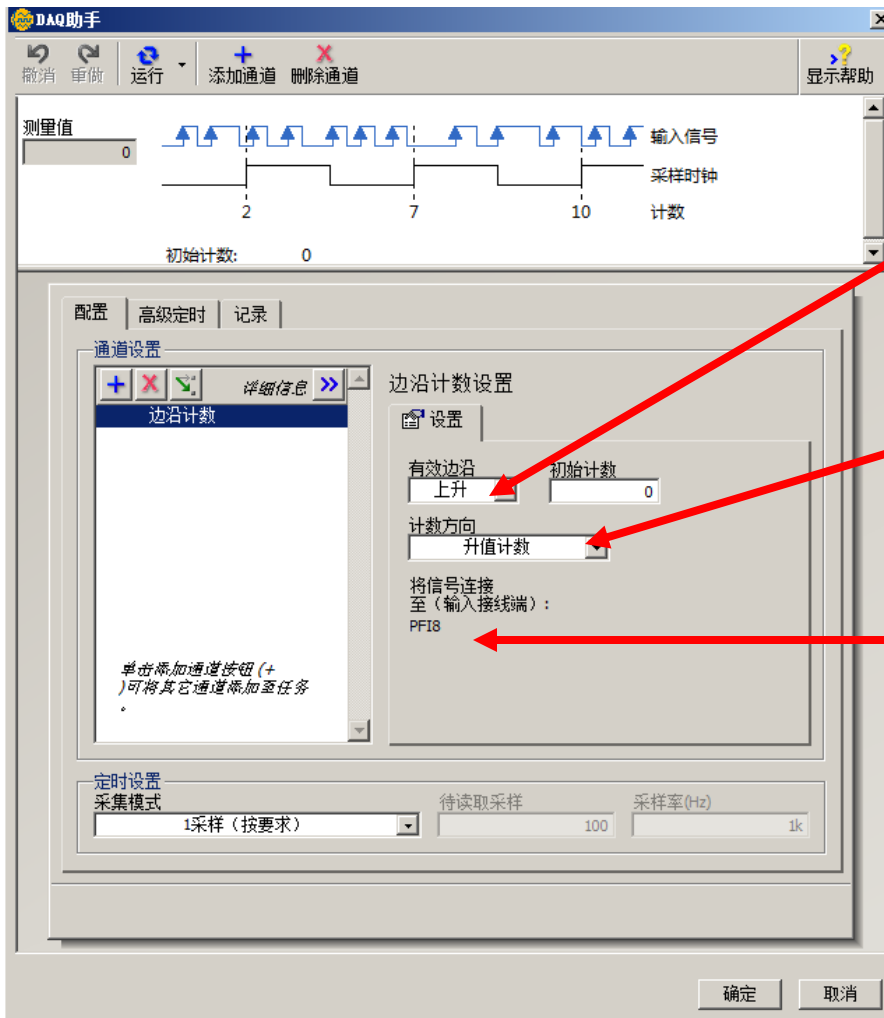 DAQ助手
撤消 重做 运行 添加通道 删除通道 显示帮助
测量值
0
输入信号
采样时钟
2 7 10 计数
初始计数: 0
配置 高级定时 记录
通道设置
详细信息
边沿计数
边沿计数设置
设置
有效边沿 初始计数
上升 0
计数方向
升值计数
将信号连接
至(输入接线端):
PFI8
单击添加通道按钮(+
)可将其它通道添加至任务
。
定时设置
采集模式 待读取采样 采样率(Hz)
1采样(按要求) 100 1k
确定 取消